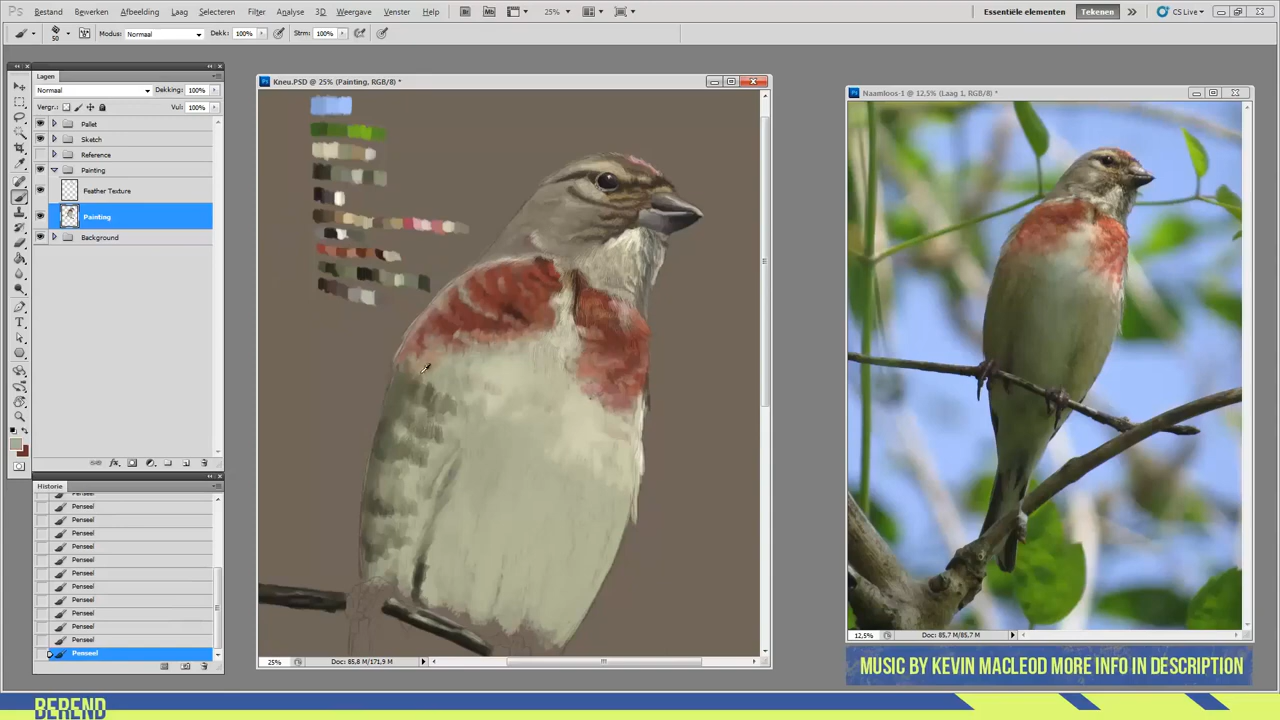 Ps Bestand Bewerken Afbeelding Laag Selecteren Filter Analyse 3D Weergave Venster Help Br Mb 25% Essentiële elementen Tekenen CS Live
50 Modus: Normaal Dekk: 100% Strm: 100%
Lagen
Normaal Dekking: 100%
Vergr.: Vul: 100%
Pallet
Sketch
Reference
Painting
Feather Texture
Painting
Background
Historie
Penseel
Penseel
Penseel
Penseel
Penseel
Penseel
Penseel
Penseel
Penseel
Penseel
Penseel
Penseel
Penseel
Kneu.PSD @ 25% (Painting, RGB/8) *
25% Doc: 85,8 M/171,9 M
Naamloos-1 @ 12,5% (Laag 1, RGB/8) *
12,5% Doc: 85,7 M/85,7 M
MUSIC BY KEVIN MACLEOD MORE INFO IN DESCRIPTION
BEREND